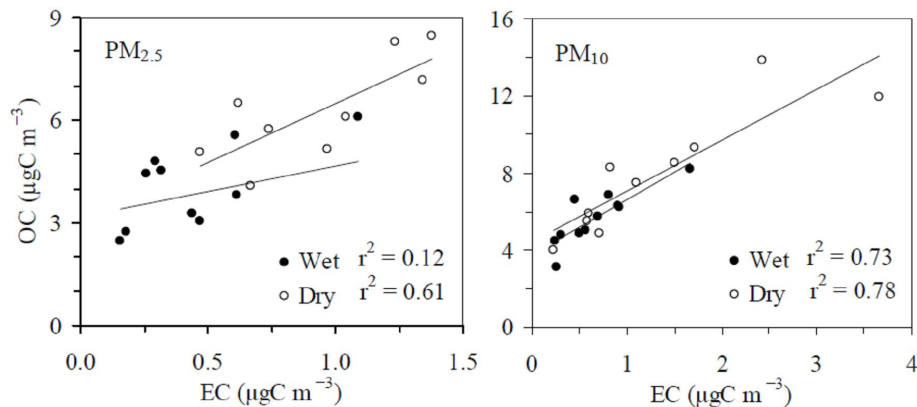 PM₂.₅
OC (µgC m⁻³)
9
6
3
0
Wet r² = 0.12
Dry r² = 0.61
0.0 0.5 1.0 1.5
EC (µgC m⁻³)
PM₁₀
16
12
8
4
0
Wet r² = 0.73
Dry r² = 0.78
0 1 2 3 4
EC (µgC m⁻³)